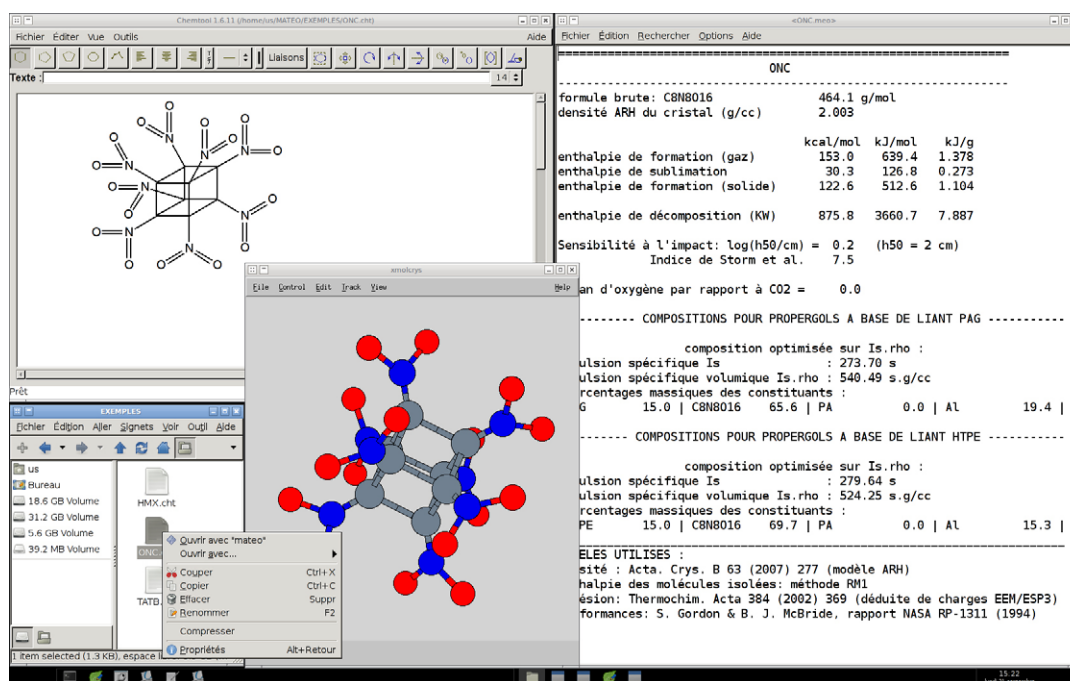 Chemtool 1.6.11 (/home/us/MATEO/EXEMPLES/ONC.cht)
Fichier Éditer Vue Outils Aide
Liaisons
Texte : 14
O O O
O N N O
O N N O
O N
O N N O
O N N O
O O
Prêt
<ONC.meo>
Fichier Édition Rechercher Options Aide
ONC
formule brute: C8N8O16 464.1 g/mol
densité ARH du cristal (g/cc) 2.003
kcal/mol kJ/mol kJ/g
enthalpie de formation (gaz) 153.0 639.4 1.378
enthalpie de sublimation 30.3 126.8 0.273
enthalpie de formation (solide) 122.6 512.6 1.104
enthalpie de décomposition (KW) 875.8 3660.7 7.887
Sensibilité à l'impact: log(h50/cm) = 0.2 (h50 = 2 cm)
Indice de Storm et al. 7.5
an d'oxygène par rapport à CO2 = 0.0
-------- COMPOSITIONS POUR PROPERGOLS A BASE DE LIANT PAG -----------
composition optimisée sur Is.rho :
ulsion spécifique Is : 273.70 s
ulsion spécifique volumique Is.rho : 540.49 s.g/cc
rcentages massiques des constituants :
G 15.0 | C8N8O16 65.6 | PA 0.0 | Al 19.4 |
------- COMPOSITIONS POUR PROPERGOLS A BASE DE LIANT HTPE -----------
composition optimisée sur Is.rho :
ulsion spécifique Is : 279.64 s
ulsion spécifique volumique Is.rho : 524.25 s.g/cc
rcentages massiques des constituants :
PE 15.0 | C8N8O16 69.7 | PA 0.0 | Al 15.3 |
ELES UTILISES :
sité : Acta. Crys. B 63 (2007) 277 (modèle ARH)
halpie des molécules isolées: méthode RM1
ésion: Thermochim. Acta 384 (2002) 369 (déduite de charges EEM/ESP3)
formances: S. Gordon & B. J. McBride, rapport NASA RP-1311 (1994)
xmolcrys
File Control Edit Track View Help
EXEMPLES
Fichier Édition Aller Signets Voir Outil Aide
us
Bureau
18.6 GB Volume
31.2 GB Volume
5.6 GB Volume
39.2 MB Volume
HMX.cht
ONC.
TATB.
Ouvrir avec "mateo"
Ouvrir avec...
Couper Ctrl+X
Copier Ctrl+C
Effacer Suppr
Renommer F2
Compresser
Propriétés Alt+Retour
1 item selected (1.3 KB), espace
15.22